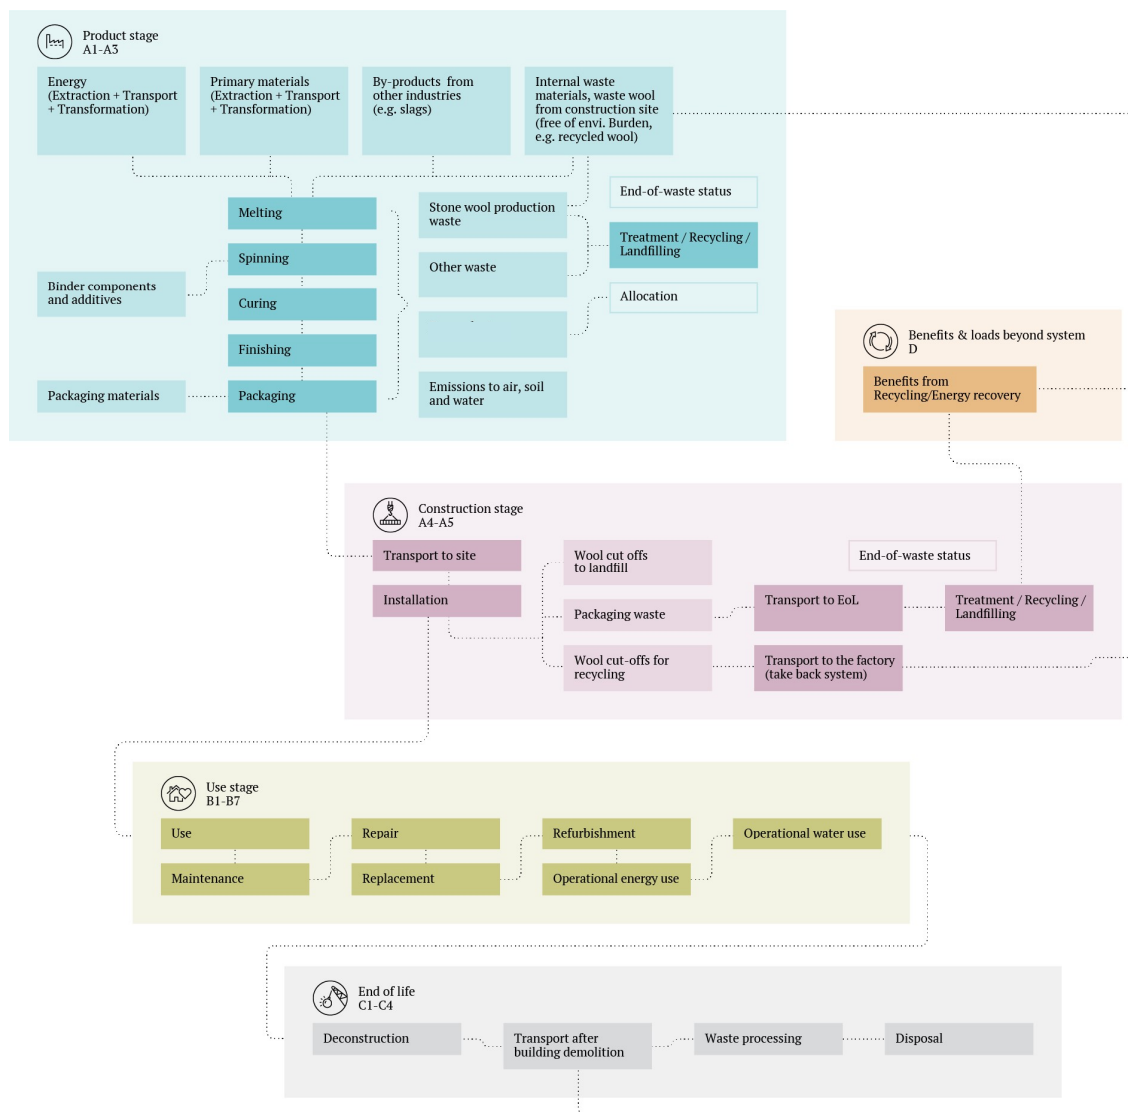 Product stage
A1-A3
Energy
(Extraction + Transport
+ Transformation)
Primary materials
(Extraction + Transport
+ Transformation)
By-products from
other industries
(e.g. slags)
Internal waste
materials, waste wool
from construction site
(free of envi. Burden,
e.g. recycled wool)
Melting
Spinning
Curing
Finishing
Packaging
Binder components
and additives
Packaging materials
Stone wool production
waste
Other waste
Emissions to air, soil
and water
End-of-waste status
Treatment / Recycling /
Landfilling
Allocation
Benefits & loads beyond system
D
Benefits from
Recycling/Energy recovery
Construction stage
A4-A5
Transport to site
Installation
Wool cut offs
to landfill
Packaging waste
Wool cut-offs for
recycling
End-of-waste status
Transport to EoL
Treatment / Recycling /
Landfilling
Transport to the factory
(take back system)
Use stage
B1-B7
Use
Maintenance
Repair
Replacement
Refurbishment
Operational energy use
Operational water use
End of life
C1-C4
Deconstruction
Transport after
building demolition
Waste processing
Disposal